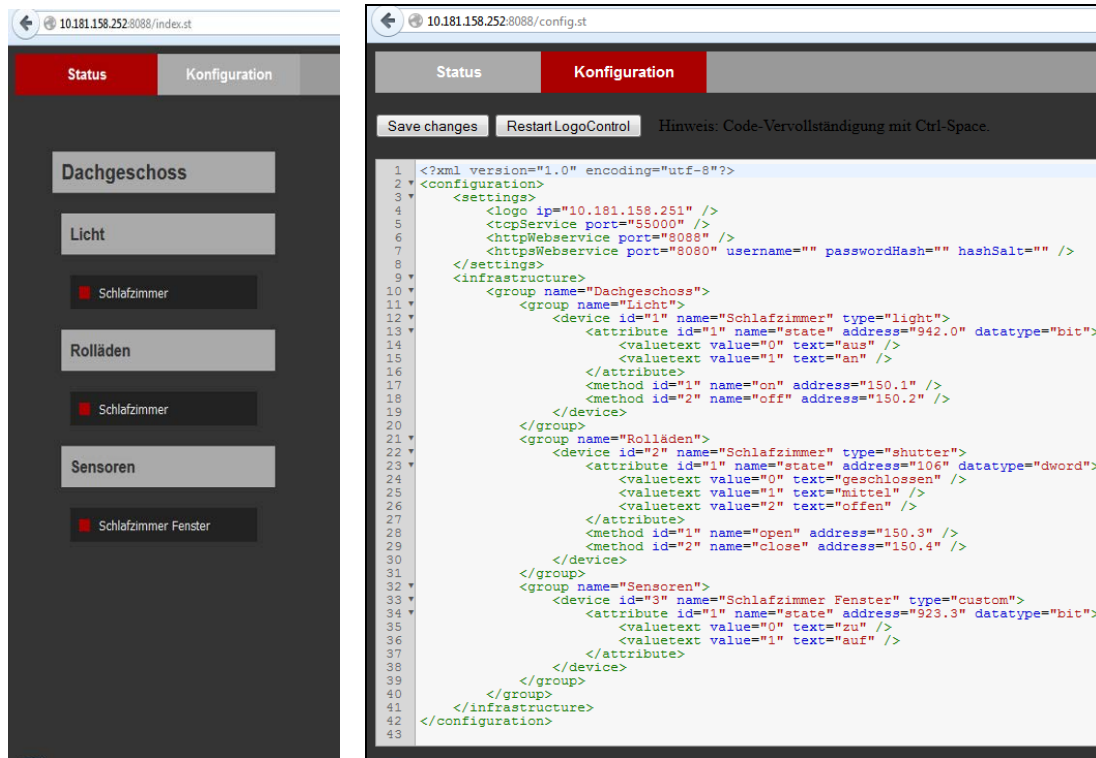 10.181.158.252:8088/index.st
Status Konfiguration
Dachgeschoss
Licht
Schlafzimmer
Rolläden
Schlafzimmer
Sensoren
Schlafzimmer Fenster
10.181.158.252:8088/config.st
Status Konfiguration
Save changes Restart LogoControl Hinweis: Code-Vervollständigung mit Ctrl-Space.
1 <?xml version="1.0" encoding="utf-8"?>
2 <configuration>
3 <settings>
4 <logo ip="10.181.158.251" />
5 <tcpService port="55000" />
6 <httpWebservice port="8088" />
7 <httpsWebservice port="8080" username="" passwordHash="" hashSalt="" />
8 </settings>
9 <infrastructure>
10 <group name="Dachgeschoss">
11 <group name="Licht">
12 <device id="1" name="Schlafzimmer" type="light">
13 <attribute id="1" name="state" address="942.0" datatype="bit">
14 <valuetext value="0" text="aus" />
15 <valuetext value="1" text="an" />
16 </attribute>
17 <method id="1" name="on" address="150.1" />
18 <method id="2" name="off" address="150.2" />
19 </device>
20 </group>
21 <group name="Rolläden">
22 <device id="2" name="Schlafzimmer" type="shutter">
23 <attribute id="1" name="state" address="106" datatype="dword">
24 <valuetext value="0" text="geschlossen" />
25 <valuetext value="1" text="mittel" />
26 <valuetext value="2" text="offen" />
27 </attribute>
28 <method id="1" name="open" address="150.3" />
29 <method id="2" name="close" address="150.4" />
30 </device>
31 </group>
32 <group name="Sensoren">
33 <device id="3" name="Schlafzimmer Fenster" type="custom">
34 <attribute id="1" name="state" address="923.3" datatype="bit">
35 <valuetext value="0" text="zu" />
36 <valuetext value="1" text="auf" />
37 </attribute>
38 </device>
39 </group>
40 </group>
41 </infrastructure>
42 </configuration>
43